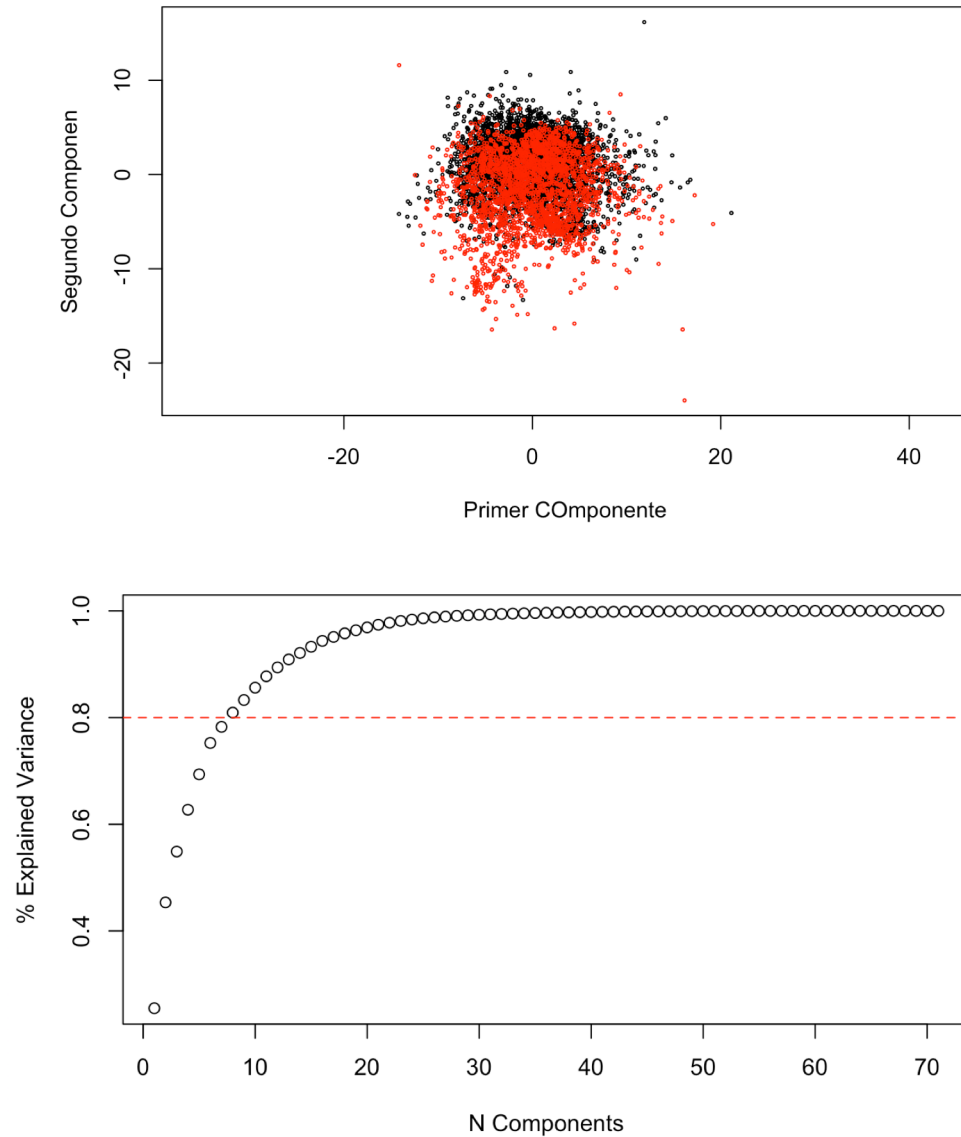 10
0
-10
-20
Segundo Componen
-20 0 20 40
Primer COmponente
1.0
0.8
0.6
0.4
% Explained Variance
0 10 20 30 40 50 60 70
N Components